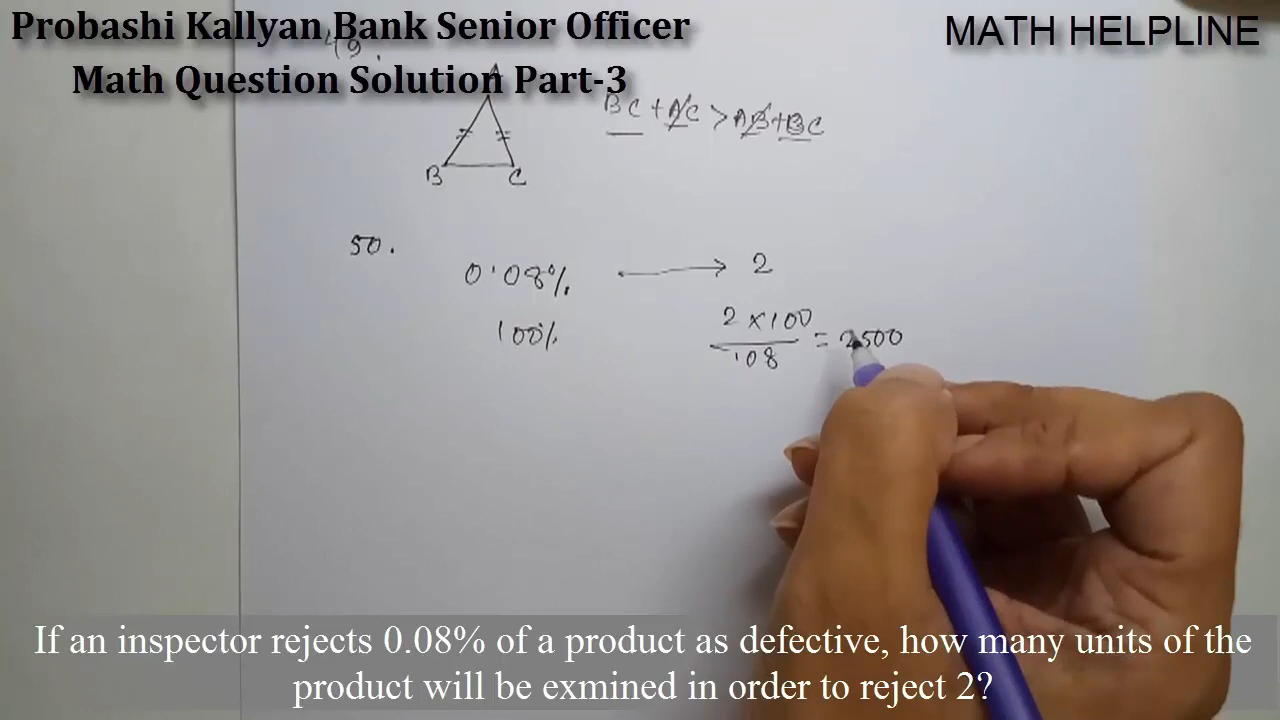 Probashi Kallyan Bank Senior Officer
MATH HELPLINE
49.
Math Question Solution Part-3
A
BC + AC > AB + BC
B
C
50.
0.08% → 2
100%
2 × 100
.08
= 2500
If an inspector rejects 0.08% of a product as defective, how many units of the
product will be exmined in order to reject 2?